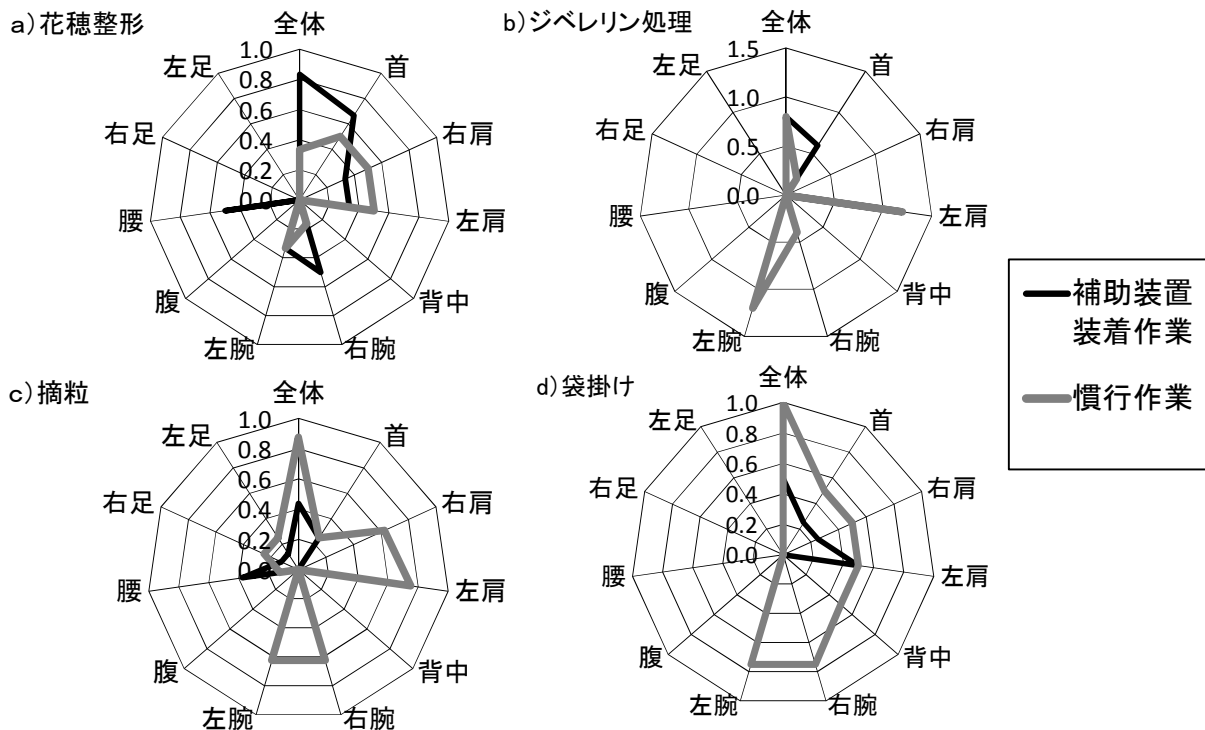 a)花穂整形
全体
1.0
0.8
0.6
0.4
0.2
0.0
首
右肩
左肩
背中
右腕
左腕
腹
腰
右足
左足
b)ジベレリン処理
全体
1.5
1.0
0.5
0.0
首
右肩
左肩
背中
右腕
左腕
腹
腰
右足
左足
c)摘粒
全体
1.0
0.8
0.6
0.4
0.2
0.0
首
右肩
左肩
背中
右腕
左腕
腹
腰
右足
左足
d)袋掛け
全体
1.0
0.8
0.6
0.4
0.2
0.0
首
右肩
左肩
背中
右腕
左腕
腹
腰
右足
左足
補助装置
装着作業
慣行作業